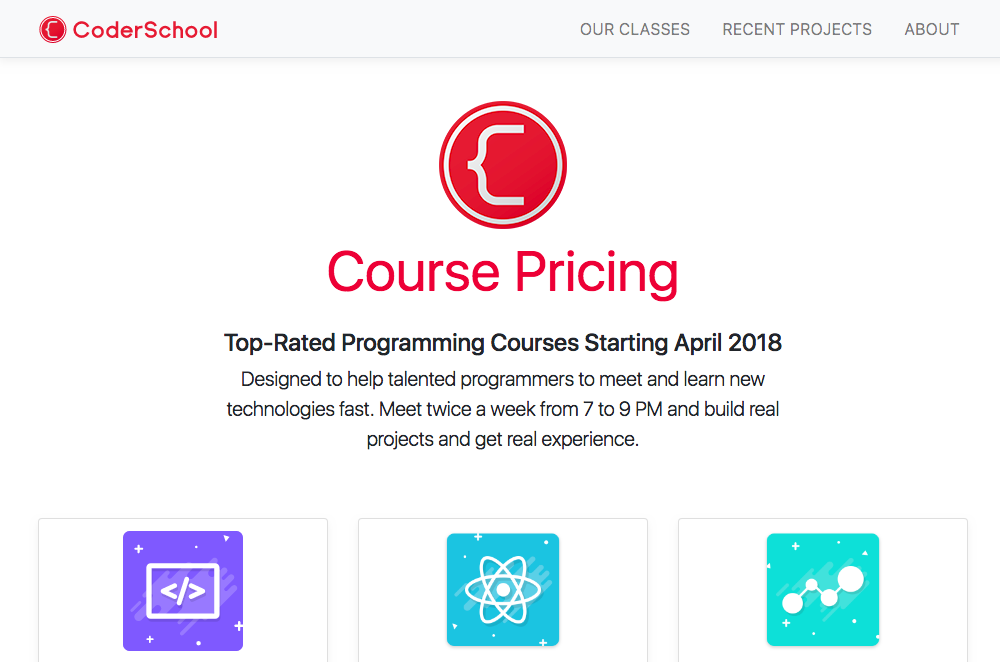 CoderSchool
OUR CLASSES RECENT PROJECTS ABOUT
Course Pricing
Top-Rated Programming Courses Starting April 2018
Designed to help talented programmers to meet and learn new
technologies fast. Meet twice a week from 7 to 9 PM and build real
projects and get real experience.
</>